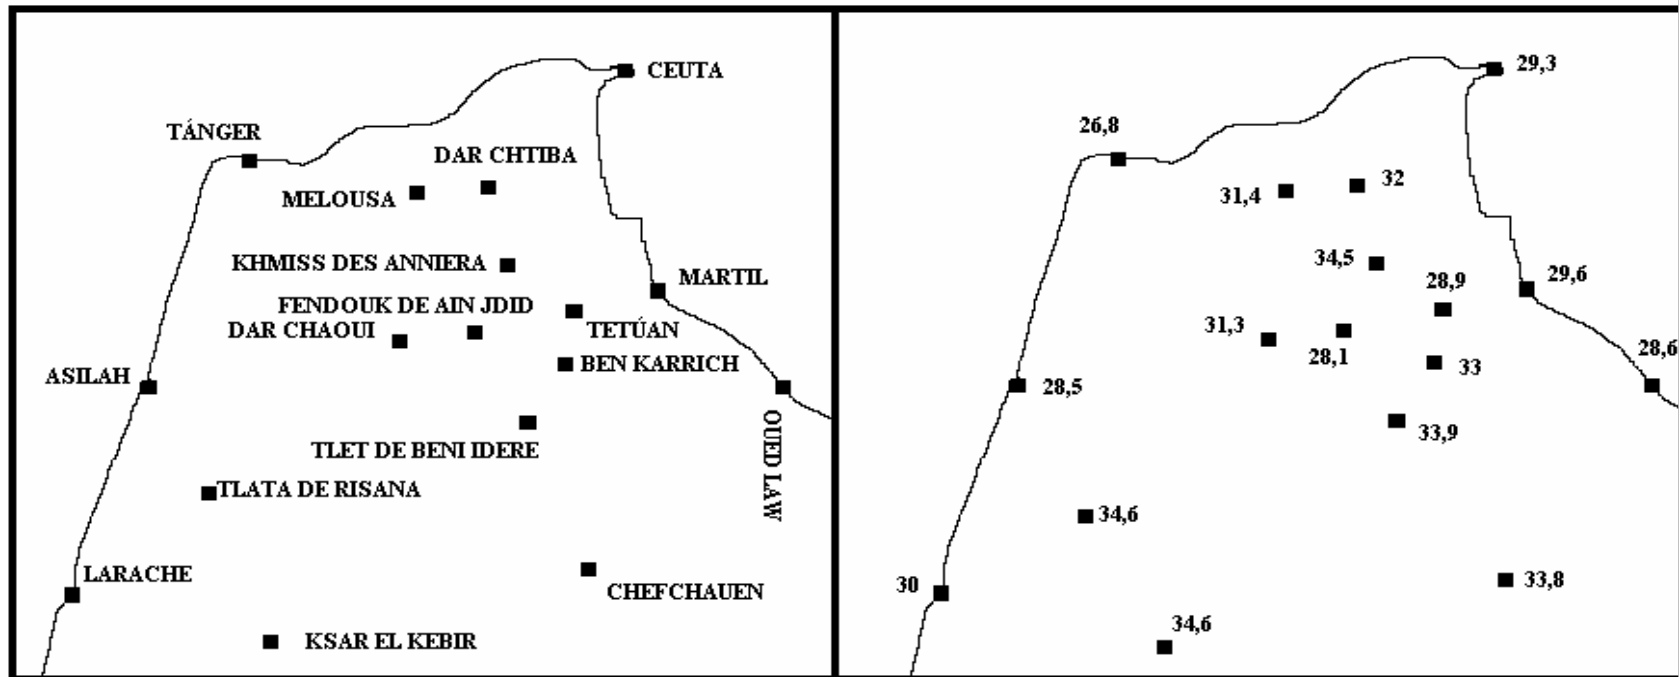 CEUTA
TÁNGER
DAR CHTIBA
MELOUSA
KHMISS DES ANNIERA
MARTIL
FENDOUK DE AIN JDID
DAR CHAOUI
TETÚAN
BEN KARRICH
ASILAH
OUED LAW
TLET DE BENI IDERE
TLATA DE RISANA
LARACHE
CHEFCHAUEN
KSAR EL KEBIR
29,3
26,8
32
31,4
34,5
29,6
28,9
31,3
28,1
28,6
33
28,5
33,9
34,6
30
33,8
34,6